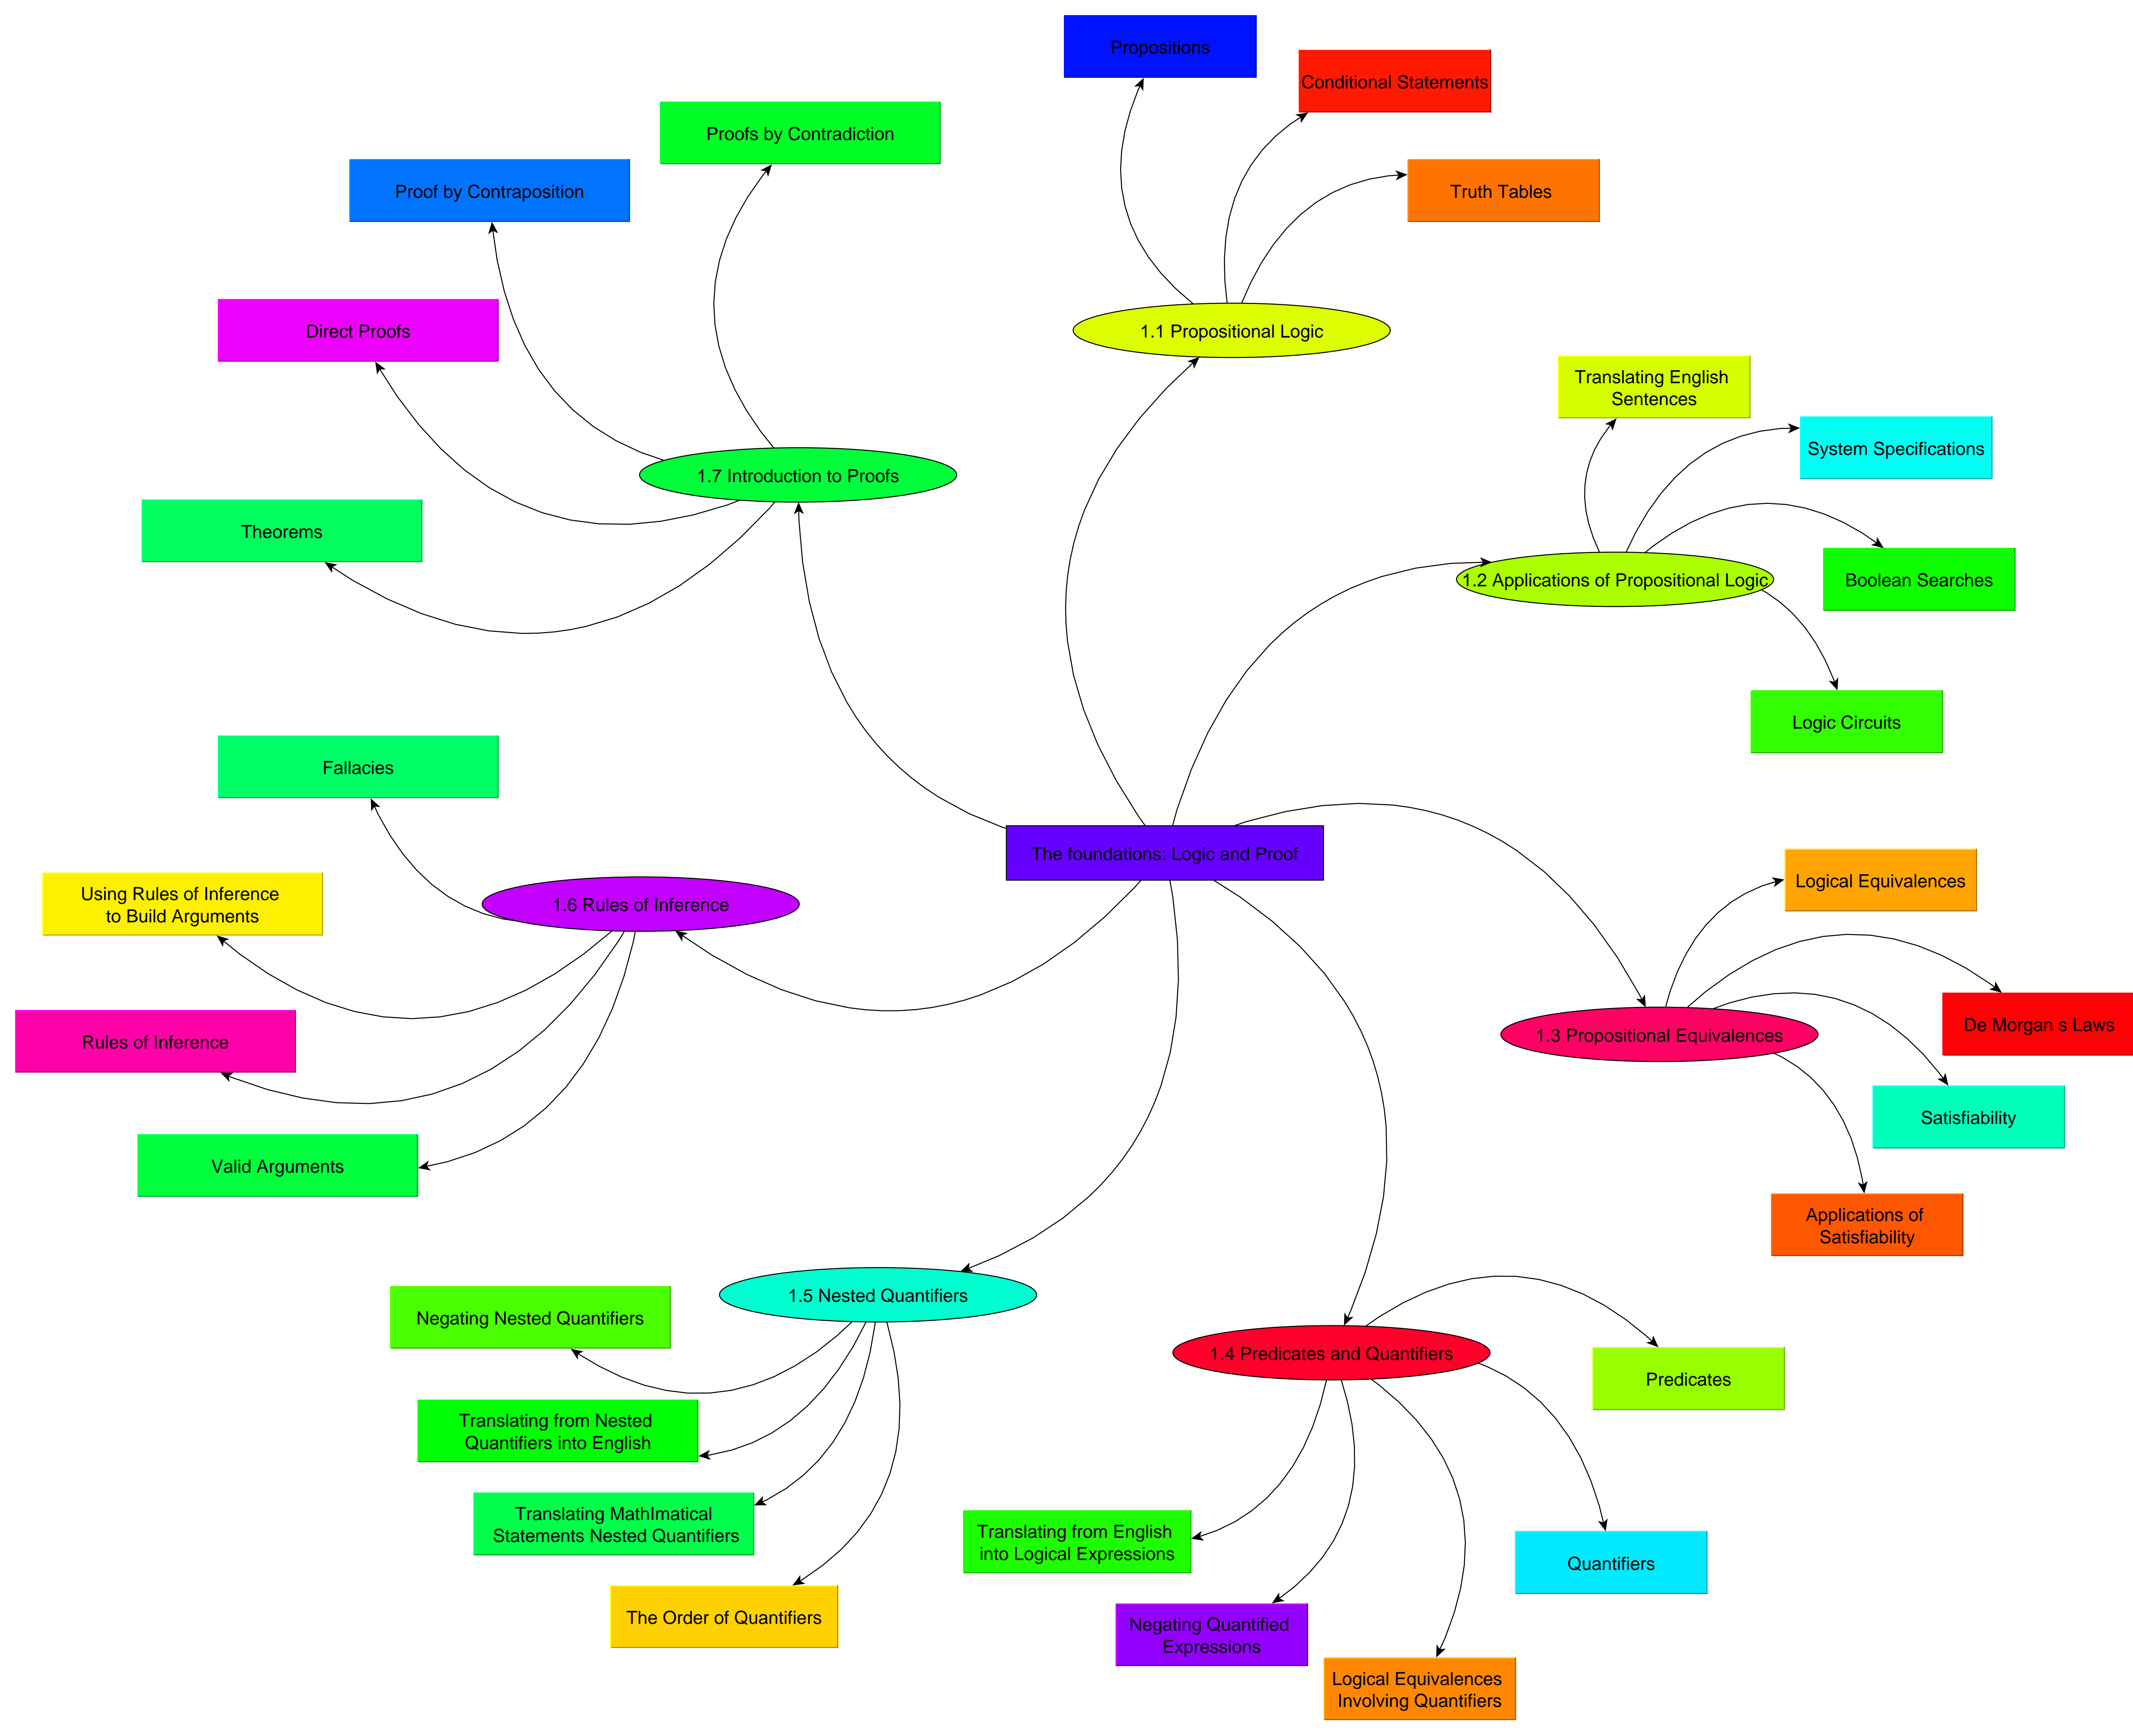 The foundations: Logic and Proof
1.1 Propositional Logic
Propositions
Conditional Statements
Truth Tables
1.2 Applications of Propositional Logic
Translating English
Sentences
System Specifications
Boolean Searches
Logic Circuits
1.3 Propositional Equivalences
Logical Equivalences
De Morgan s Laws
Satisfiability
Applications of
Satisfiability
1.4 Predicates and Quantifiers
Predicates
Quantifiers
Logical Equivalences
Involving Quantifiers
Negating Quantified
Expressions
Translating from English
into Logical Expressions
1.5 Nested Quantifiers
The Order of Quantifiers
Translating MathImatical
Statements Nested Quantifiers
Translating from Nested
Quantifiers into English
Negating Nested Quantifiers
1.6 Rules of Inference
Valid Arguments
Rules of Inference
Using Rules of Inference
to Build Arguments
Fallacies
1.7 Introduction to Proofs
Theorems
Direct Proofs
Proof by Contraposition
Proofs by Contradiction